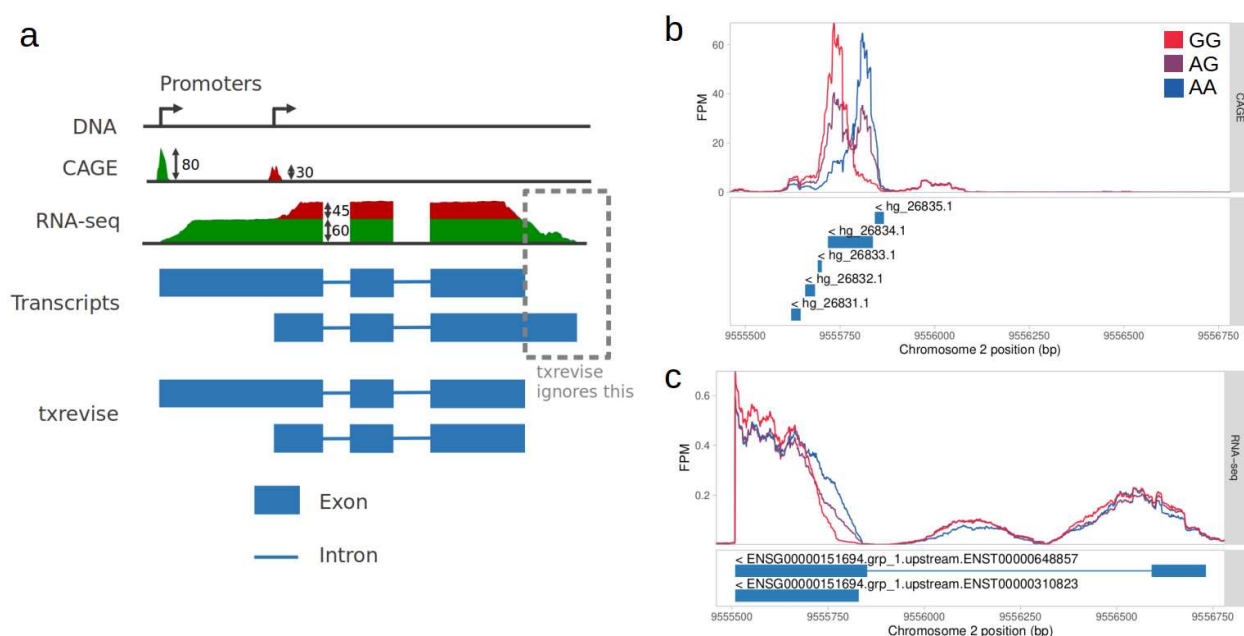 a
Promoters
DNA
CAGE
80
30
RNA-seq
45
60
Transcripts
txrevise
ignores this
txrevise
Exon
Intron
b
GG
AG
AA
FPM
60
40
20
0
CAGE
< hg_26835.1
< hg_26834.1
< hg_26833.1
< hg_26832.1
< hg_26831.1
9555500 9555750 9556000 9556250 9556500 9556750
Chromosome 2 position (bp)
c
FPM
0.6
0.4
0.2
RNA-seq
< ENSG00000151694.grp_1.upstream.ENST00000648857
< ENSG00000151694.grp_1.upstream.ENST00000310823
9555500 9555750 9556000 9556250 9556500 9556750
Chromosome 2 position (bp)